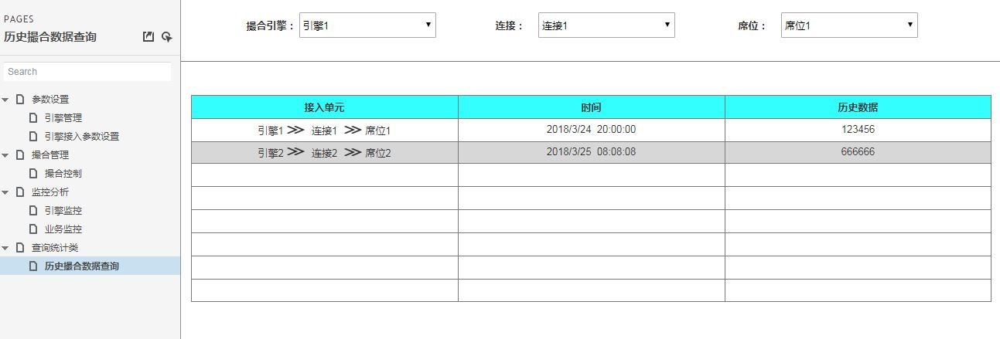 PAGES
历史撮合数据查询
Search
参数设置
引擎管理
引擎接入参数设置
撮合管理
撮合控制
监控分析
引擎监控
业务监控
查询统计类
历史撮合数据查询
撮合引擎： 引擎1 连接： 连接1 席位： 席位1
接入单元 时间 历史数据
引擎1 ≫ 连接1 ≫ 席位1 2018/3/24 20:00:00 123456
引擎2 ≫ 连接2 ≫ 席位2 2018/3/25 08:08:08 666666